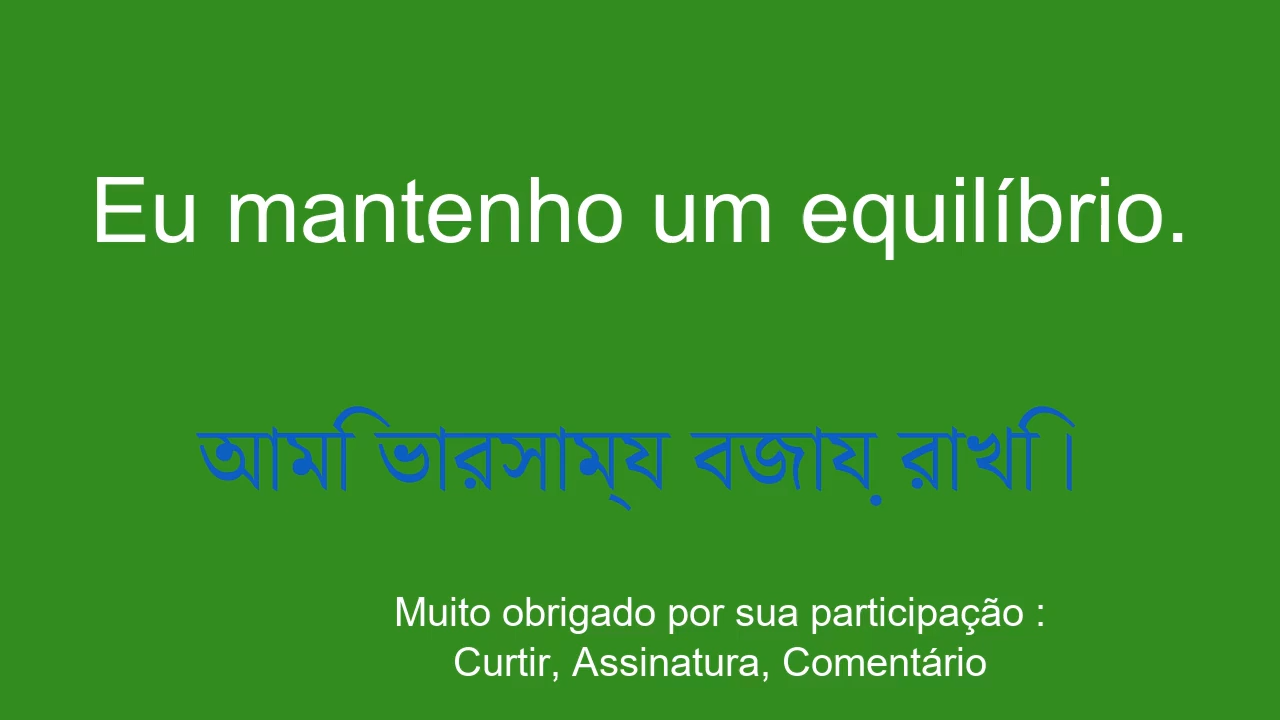 Eu mantenho um equilíbrio.
আমি ভারসাম্য বজায় রাখি।
Muito obrigado por sua participação :
Curtir, Assinatura, Comentário